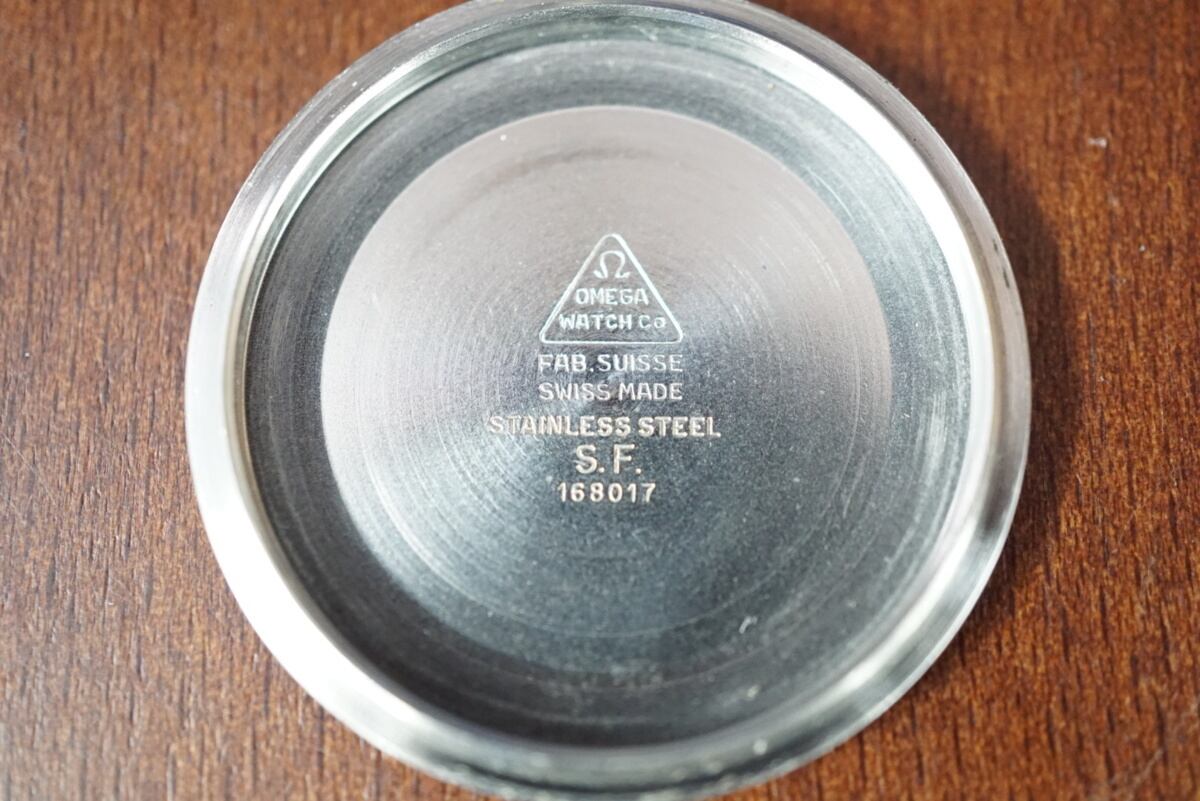 Ω
OMEGA
WATCH Co
FAB. SUISSE
SWISS MADE
STAINLESS STEEL
S.F.
168017